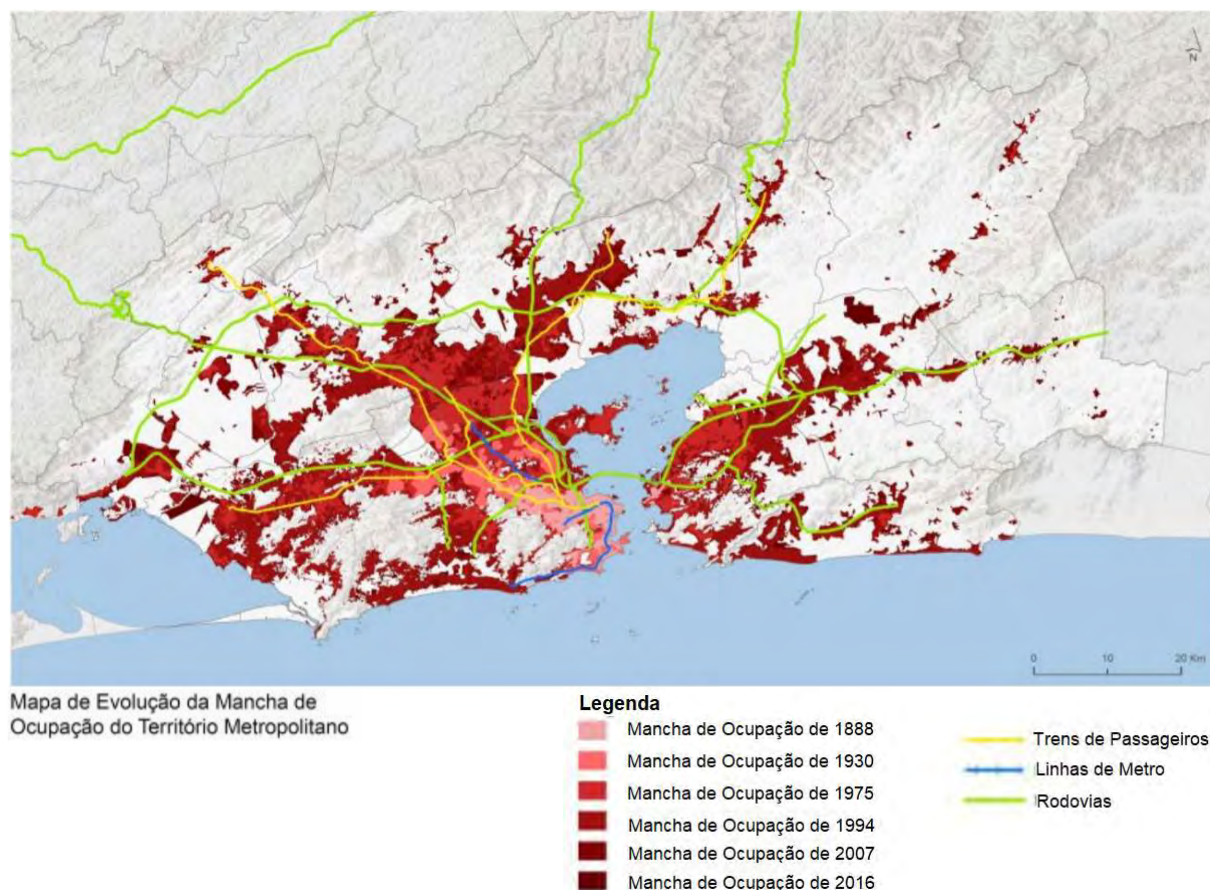 N
0 10 20 Km
Mapa de Evolução da Mancha de
Ocupação do Território Metropolitano
Legenda
Mancha de Ocupação de 1888
Mancha de Ocupação de 1930
Mancha de Ocupação de 1975
Mancha de Ocupação de 1994
Mancha de Ocupação de 2007
Mancha de Ocupação de 2016
Trens de Passageiros
Linhas de Metro
Rodovias